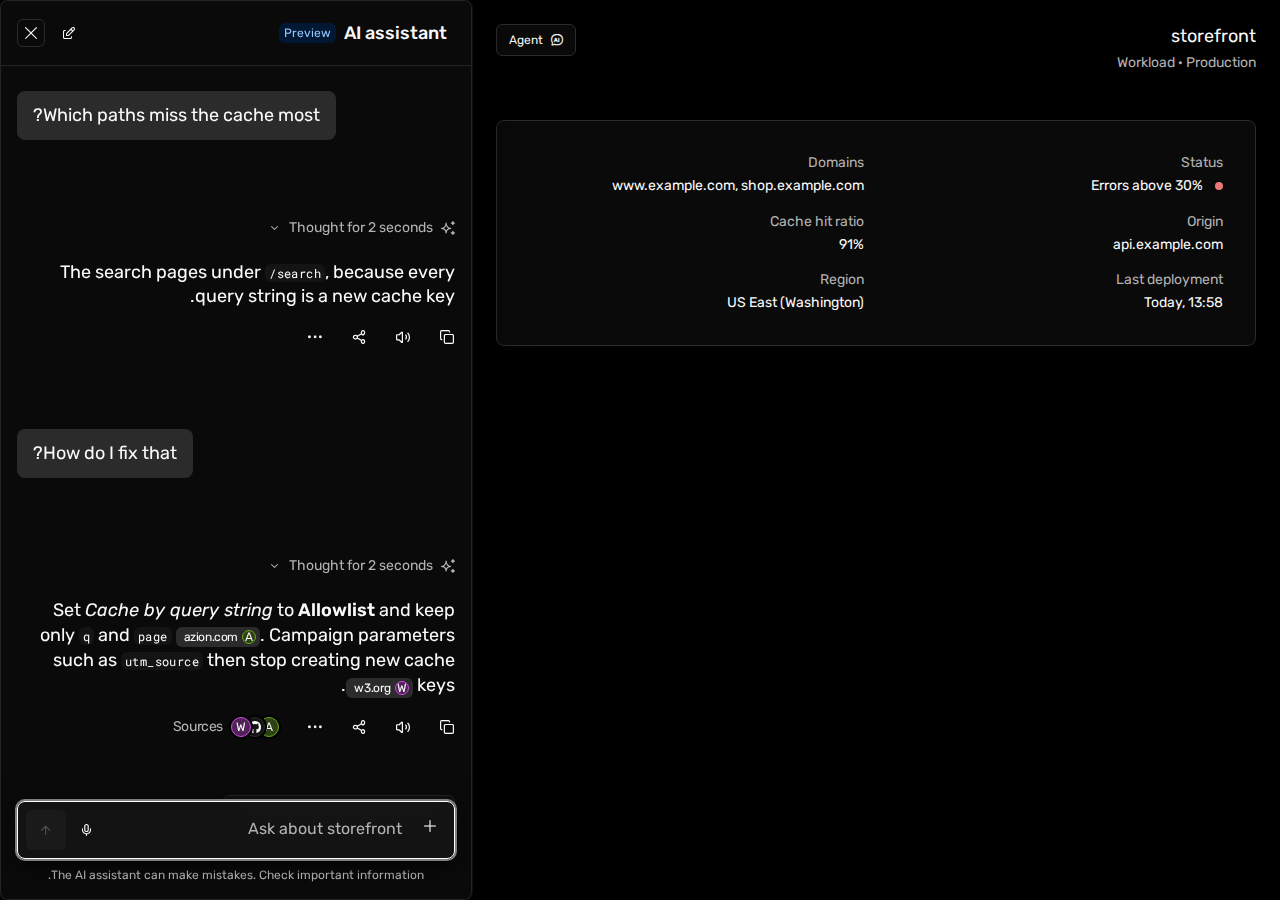 AI assistant
Preview
Which paths miss the cache most?
Thought for 2 seconds
The search pages under /search, because every
query string is a new cache key.
How do I fix that?
Thought for 2 seconds
Set Cache by query string to Allowlist and keep
only q and page azion.com A. Campaign parameters
such as utm_source then stop creating new cache
keys w3.org W.
Sources
W
A
Ask about storefront
The AI assistant can make mistakes. Check important information.
storefront
Workload • Production
Agent AI
Status
Errors above 30%
Domains
www.example.com, shop.example.com
Origin
api.example.com
Cache hit ratio
91%
Last deployment
Today, 13:58
Region
US East (Washington)